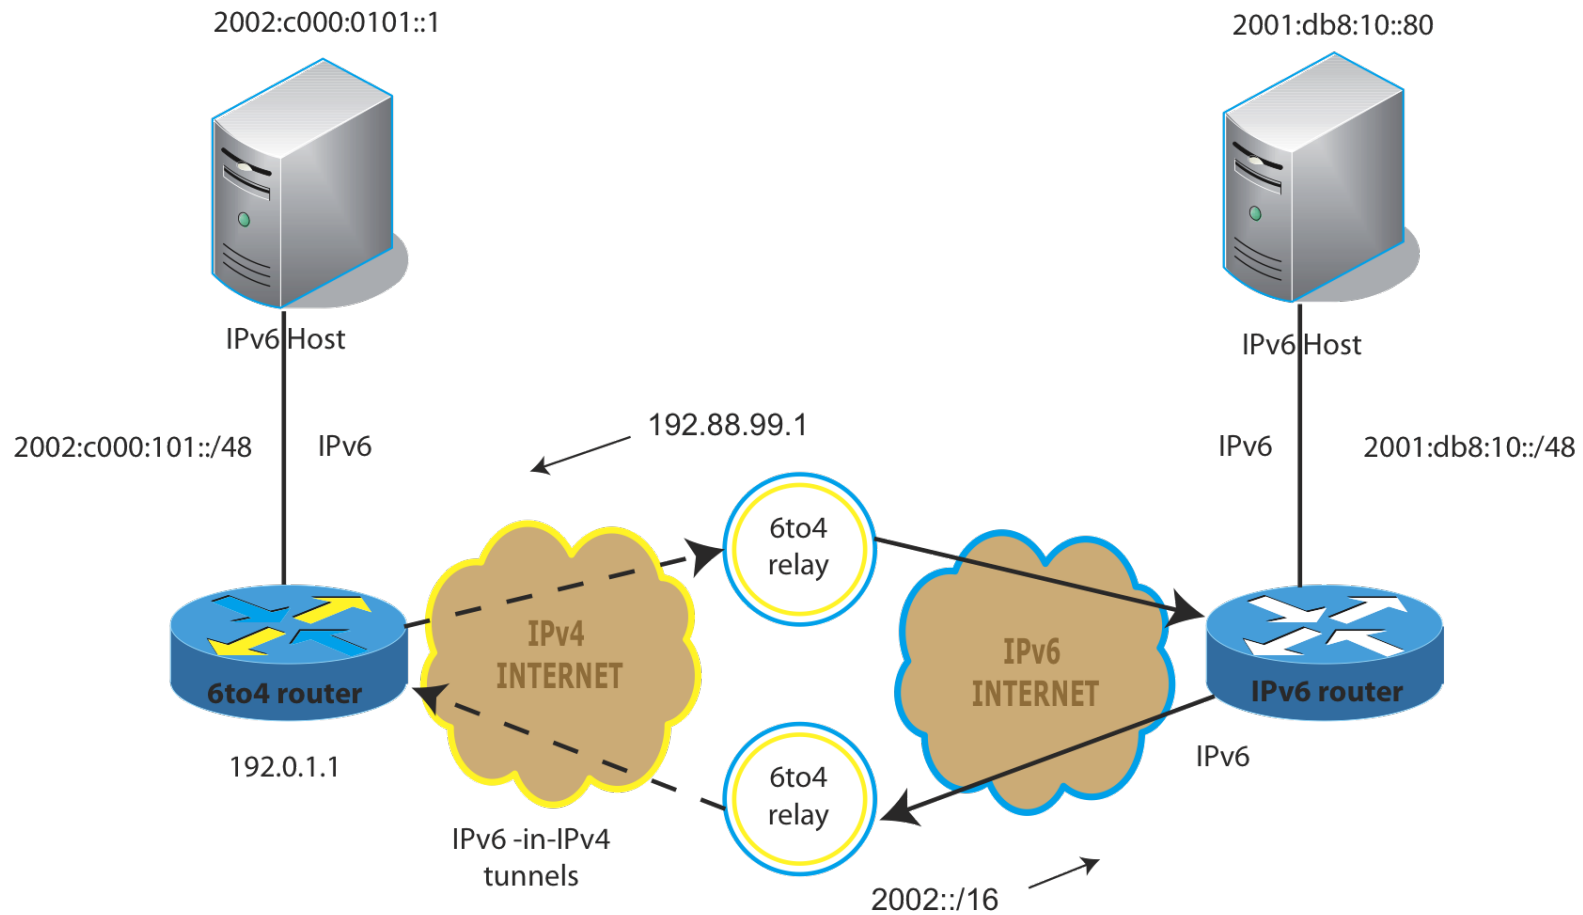 2002:c000:0101::1
2001:db8:10::80
IPv6 Host
IPv6 Host
192.88.99.1
2002:c000:101::/48
IPv6
IPv6
2001:db8:10::/48
6to4
relay
IPv4
INTERNET
IPv6
INTERNET
6to4 router
IPv6 router
192.0.1.1
IPv6
6to4
relay
IPv6 -in-IPv4
tunnels
2002::/16